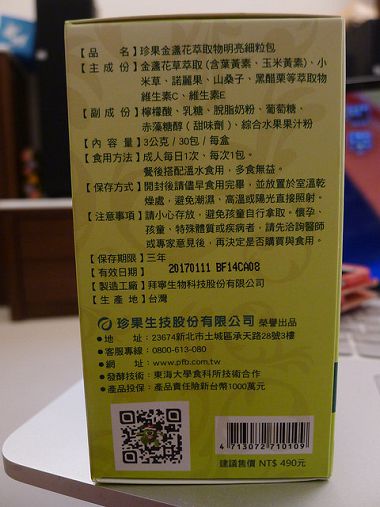 【品　　名】珍果金盞花萃取物明亮細粒包
【主 成 份】金盞花草萃取(含葉黃素、玉米黃素)、小
米草、諾麗果、山桑子、黑醋栗等萃取物
維生素C、維生素E
【副 成 份】檸檬酸、乳糖、脫脂奶粉、葡萄糖、
赤藻糖醇(甜味劑)、綜合水果果汁粉
【內 容 量】3公克/30包/每盒
【食用方法】成人每日1次、每次1包。
餐後搭配溫水食用，多食無益。
【保存方式】開封後請儘早食用完畢，並放置於室溫乾
燥處，避免潮濕、高溫或陽光直接照射。
【注意事項】請小心存放，避免孩童自行拿取。懷孕、
孩童、特殊體質或疾病者，請先洽詢醫師
或專家意見後，再決定是否購買與食用。
【保存期限】三年
【有效日期】20170111 BF14CA08
【製造工廠】拜寧生物科技股份有限公司
【生 產 地】台灣
珍果生技股份有限公司 榮譽出品
●地　　址：23674新北市土城區承天路28號3樓
●客服專線：0800-613-080
●網　　址：www.pfb.com.tw
●發酵技術：東海大學食科所技術合作
●產品投保：產品責任險新台幣1000萬元
4 713072 710109
建議售價 NT$ 490元